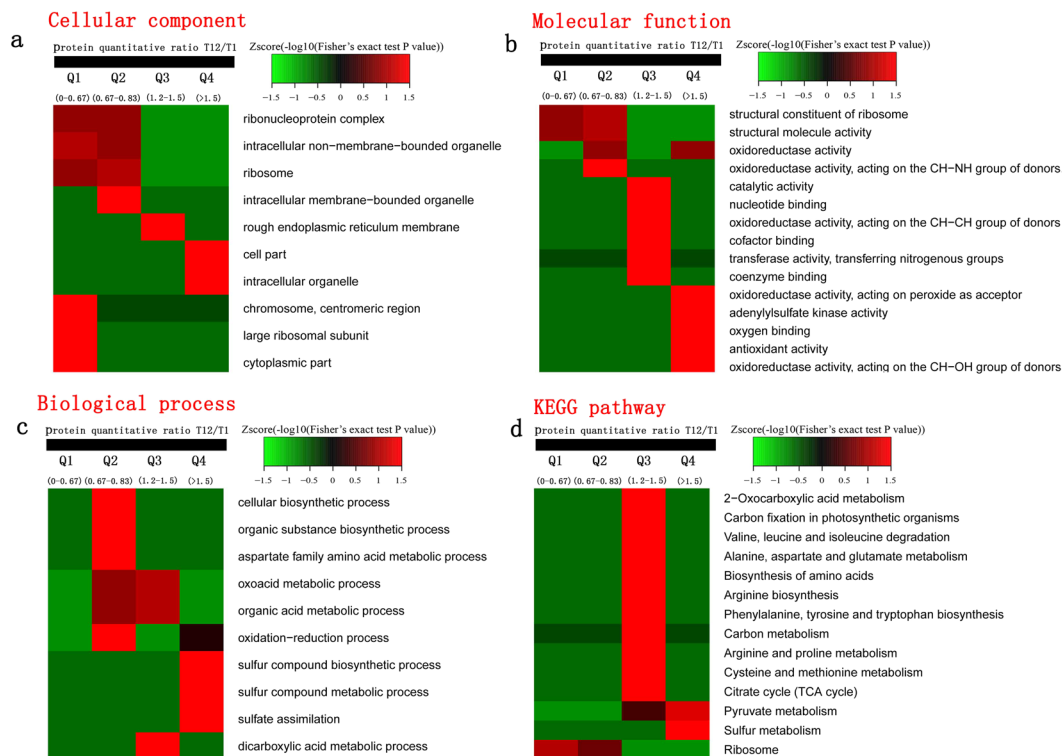 Cellular component
a
protein quantitative ratio T12/T1
Zscore(-log10(Fisher's exact test P value))
Q1 Q2 Q3 Q4
−1.5 −1 −0.5 0 0.5 1 1.5
(0-0.67) (0.67-0.83) (1.2-1.5) (>1.5)
ribonucleoprotein complex
intracellular non−membrane−bounded organelle
ribosome
intracellular membrane−bounded organelle
rough endoplasmic reticulum membrane
cell part
intracellular organelle
chromosome, centromeric region
large ribosomal subunit
cytoplasmic part
Molecular function
b
protein quantitative ratio T12/T1
Zscore(-log10(Fisher's exact test P value))
Q1 Q2 Q3 Q4
−1.5 −1 −0.5 0 0.5 1 1.5
(0-0.67) (0.67-0.83) (1.2-1.5) (>1.5)
structural constituent of ribosome
structural molecule activity
oxidoreductase activity
oxidoreductase activity, acting on the CH−NH group of donors
catalytic activity
nucleotide binding
oxidoreductase activity, acting on the CH−CH group of donors
cofactor binding
transferase activity, transferring nitrogenous groups
coenzyme binding
oxidoreductase activity, acting on peroxide as acceptor
adenylylsulfate kinase activity
oxygen binding
antioxidant activity
oxidoreductase activity, acting on the CH−OH group of donors
Biological process
c
protein quantitative ratio T12/T1
Zscore(-log10(Fisher's exact test P value))
Q1 Q2 Q3 Q4
−1.5 −1 −0.5 0 0.5 1 1.5
(0-0.67) (0.67-0.83) (1.2-1.5) (>1.5)
cellular biosynthetic process
organic substance biosynthetic process
aspartate family amino acid metabolic process
oxoacid metabolic process
organic acid metabolic process
oxidation−reduction process
sulfur compound biosynthetic process
sulfur compound metabolic process
sulfate assimilation
dicarboxylic acid metabolic process
KEGG pathway
d
protein quantitative ratio T12/T1
Zscore(-log10(Fisher's exact test P value))
Q1 Q2 Q3 Q4
−1.5 −1 −0.5 0 0.5 1 1.5
(0-0.67) (0.67-0.83) (1.2-1.5) (>1.5)
2−Oxocarboxylic acid metabolism
Carbon fixation in photosynthetic organisms
Valine, leucine and isoleucine degradation
Alanine, aspartate and glutamate metabolism
Biosynthesis of amino acids
Arginine biosynthesis
Phenylalanine, tyrosine and tryptophan biosynthesis
Carbon metabolism
Arginine and proline metabolism
Cysteine and methionine metabolism
Citrate cycle (TCA cycle)
Pyruvate metabolism
Sulfur metabolism
Ribosome